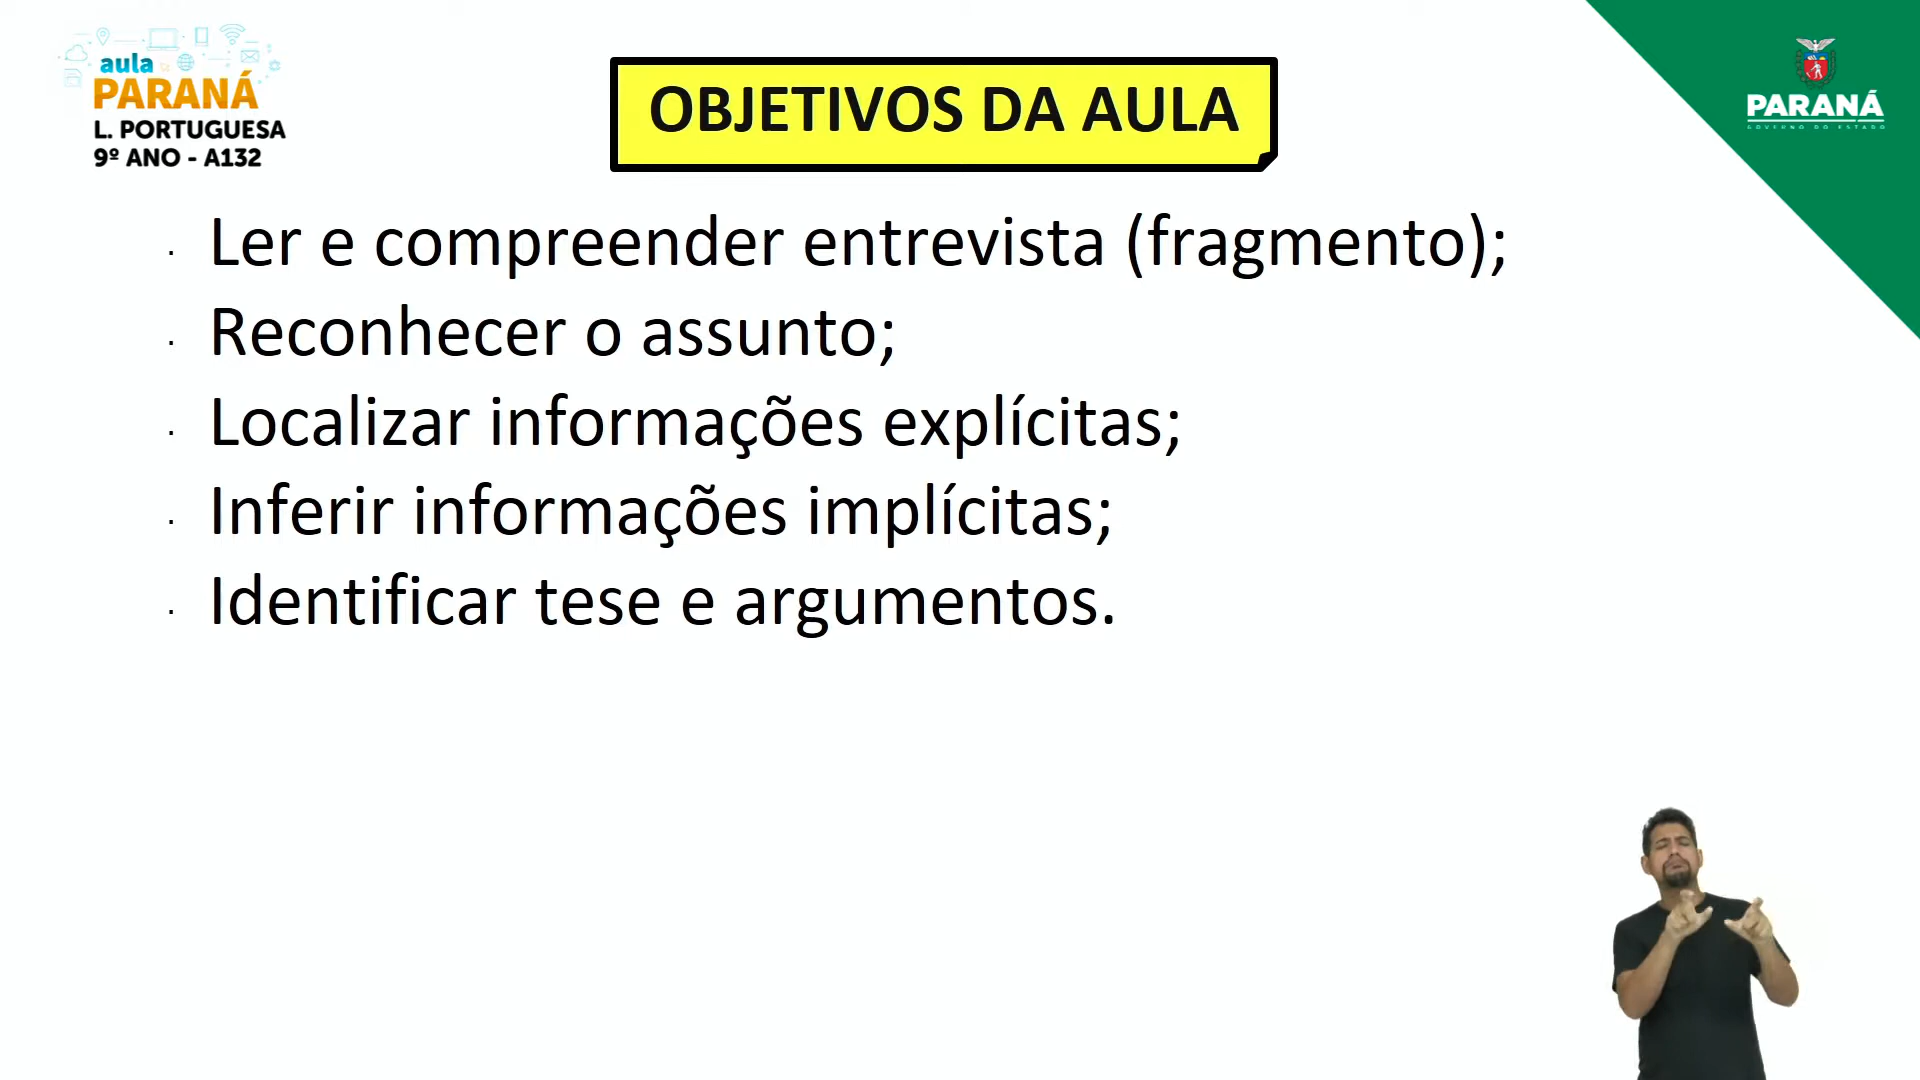 aula
PARANÁ
L. PORTUGUESA
9º ANO - A132
OBJETIVOS DA AULA
PARANÁ
GOVERNO DO ESTADO
· Ler e compreender entrevista (fragmento);
· Reconhecer o assunto;
· Localizar informações explícitas;
· Inferir informações implícitas;
· Identificar tese e argumentos.